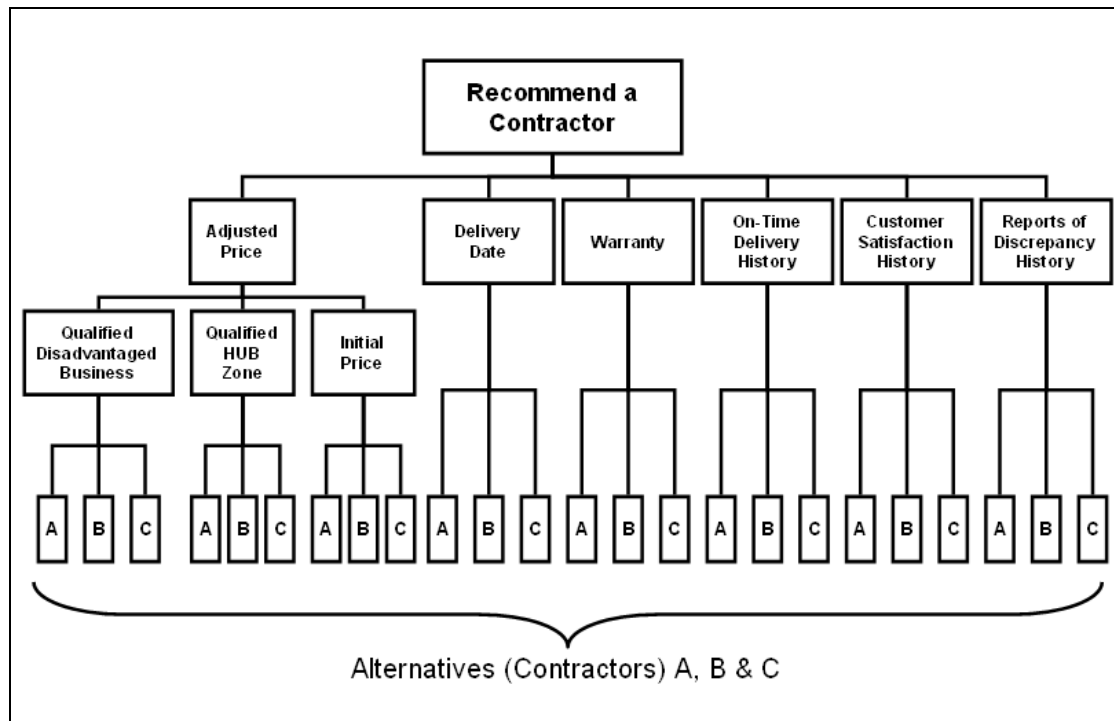 Recommend a
Contractor
Adjusted
Price
Delivery
Date
Warranty
On-Time
Delivery
History
Customer
Satisfaction
History
Reports of
Discrepancy
History
Qualified
Disadvantaged
Business
Qualified
HUB
Zone
Initial
Price
A B C A B C A B C A B C A B C A B C A B C A B C
Alternatives (Contractors) A, B & C